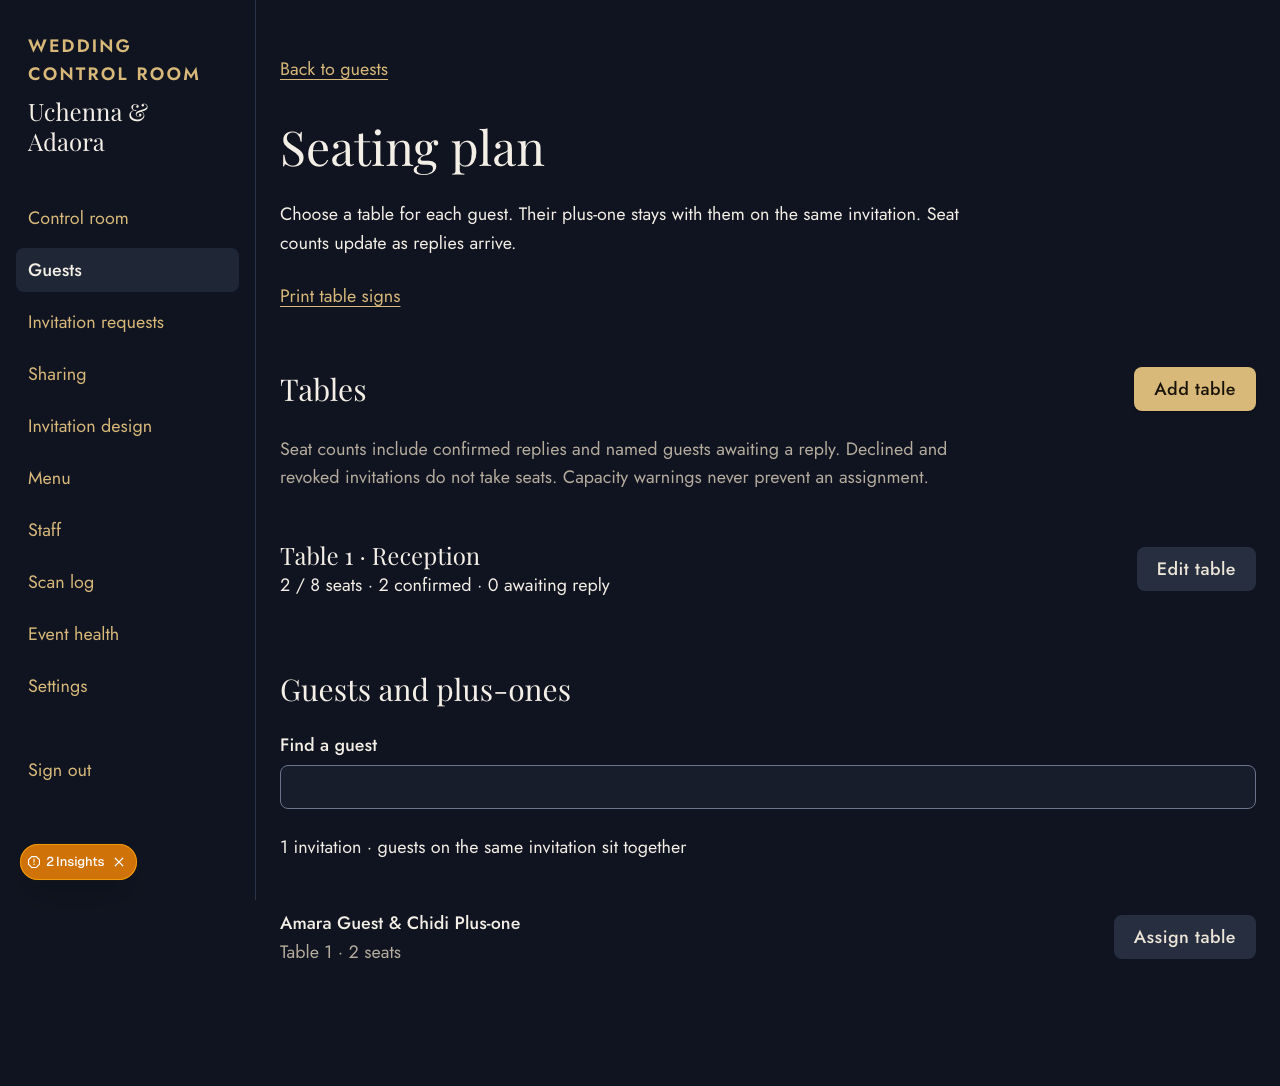 WEDDING
CONTROL ROOM
Uchenna &
Adaora
Control room
Guests
Invitation requests
Sharing
Invitation design
Menu
Staff
Scan log
Event health
Settings
Sign out
2 Insights
Back to guests
Seating plan
Choose a table for each guest. Their plus-one stays with them on the same invitation. Seat
counts update as replies arrive.
Print table signs
Tables
Add table
Seat counts include confirmed replies and named guests awaiting a reply. Declined and
revoked invitations do not take seats. Capacity warnings never prevent an assignment.
Table 1 · Reception
2 / 8 seats · 2 confirmed · 0 awaiting reply
Edit table
Guests and plus-ones
Find a guest
1 invitation · guests on the same invitation sit together
Amara Guest & Chidi Plus-one
Table 1 · 2 seats
Assign table